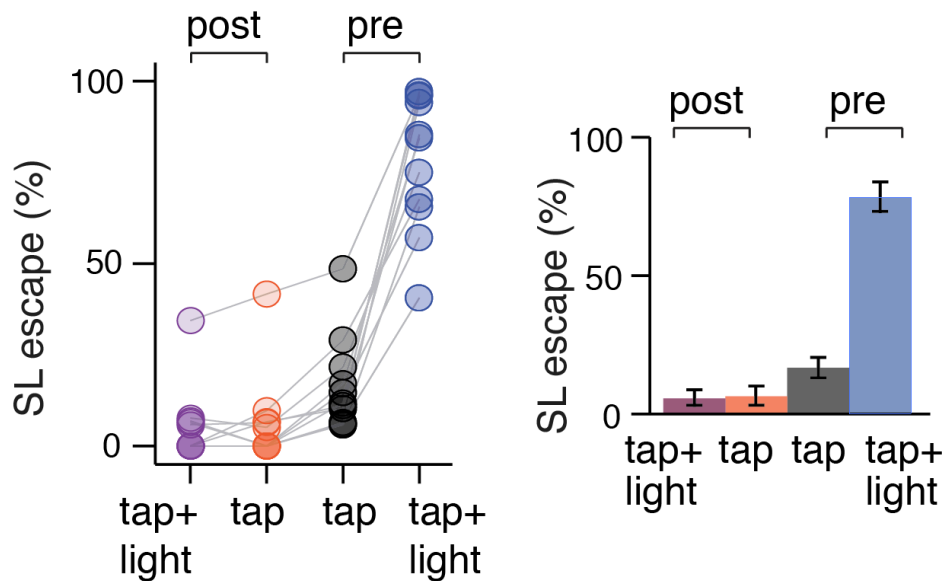 post pre
100
50
0
SL escape (%)
tap+ tap tap tap+
light light
post pre
100
50
0
SL escape (%)
tap+ tap tap tap+
light light